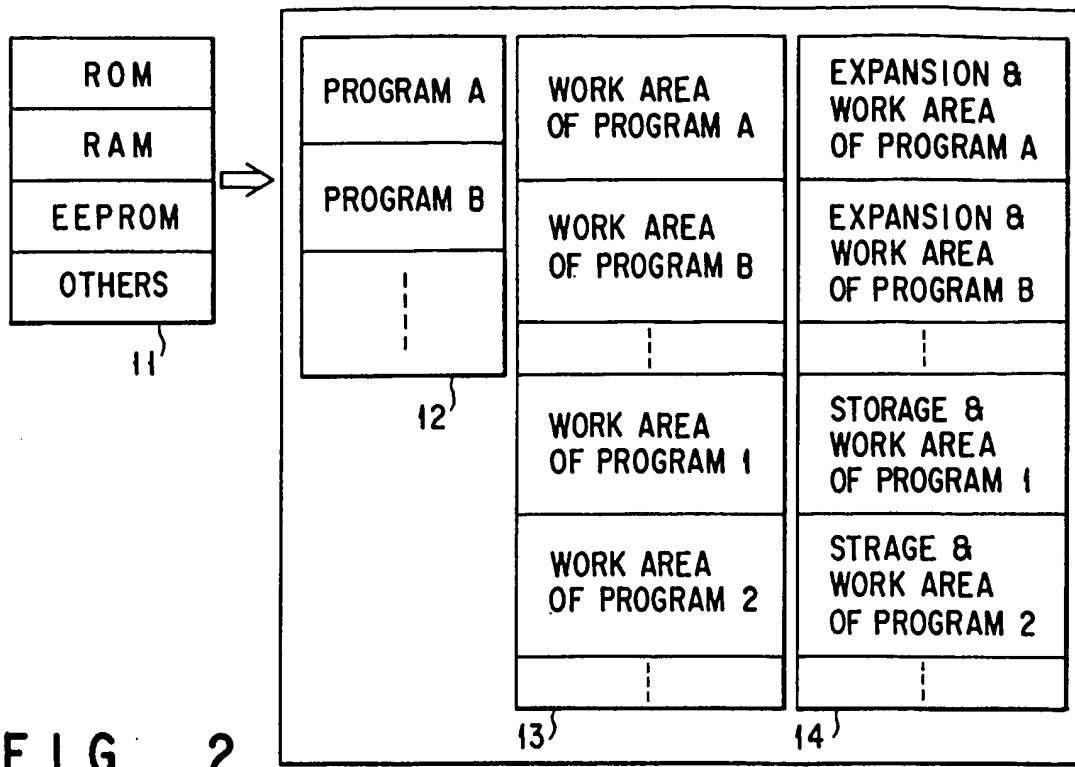 ROM
RAM
EEPROM
OTHERS
11
PROGRAM A
PROGRAM B
12
WORK AREA
OF PROGRAM A
WORK AREA
OF PROGRAM B
WORK AREA
OF PROGRAM 1
WORK AREA
OF PROGRAM 2
13
EXPANSION &
WORK AREA
OF PROGRAM A
EXPANSION &
WORK AREA
OF PROGRAM B
STORAGE &
WORK AREA
OF PROGRAM 1
STRAGE &
WORK AREA
OF PROGRAM 2
14
FIG. 2